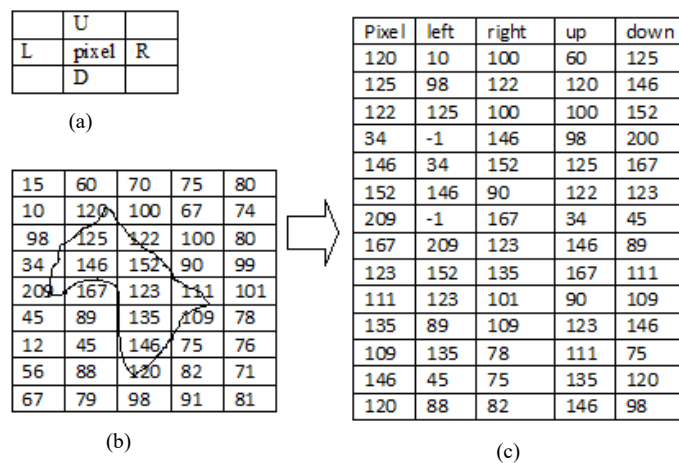 U
L pixel R
D
(a)
15 60 70 75 80
10 120 100 67 74
98 125 122 100 80
34 146 152 90 99
209 167 123 111 101
45 89 135 109 78
12 45 146 75 76
56 88 120 82 71
67 79 98 91 81
(b)
Pixel left right up down
120 10 100 60 125
125 98 122 120 146
122 125 100 100 152
34 -1 146 98 200
146 34 152 125 167
152 146 90 122 123
209 -1 167 34 45
167 209 123 146 89
123 152 135 167 111
111 123 101 90 109
135 89 109 123 146
109 135 78 111 75
146 45 75 135 120
120 88 82 146 98
(c)